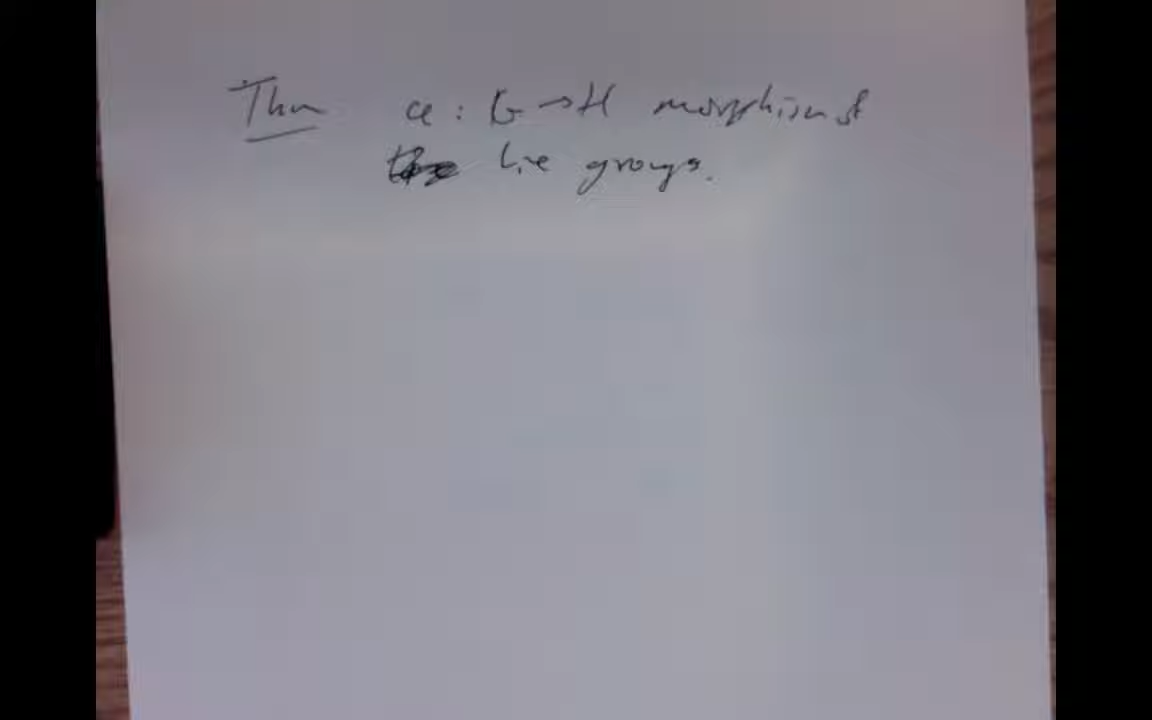 Thm α : G → H morphism of
Lie groups.